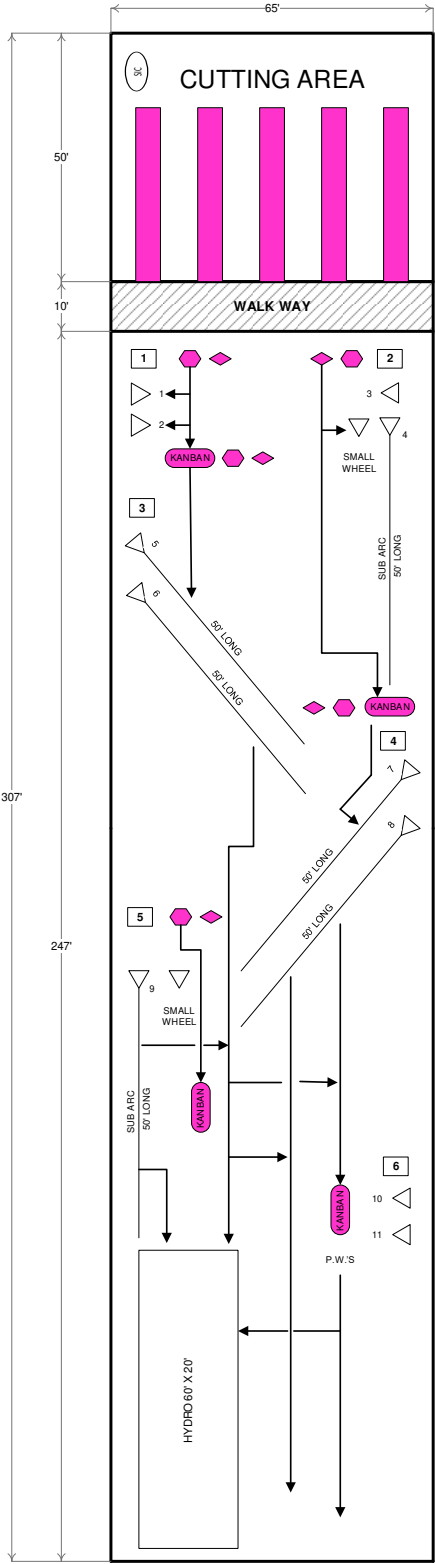 65'
SIC
CUTTING AREA
50'
10'
WALK WAY
1
2
1
3
2
4
KANBAN
SMALL
WHEEL
3
5
6
SUB ARC
50' LONG
50' LONG
50' LONG
KANBAN
4
7
307'
8
50' LONG
5
50' LONG
247'
9
SMALL
WHEEL
SUB ARC
50' LONG
KANBAN
6
KANBAN
10
11
P.W.'S
HYDRO 60' X 20'